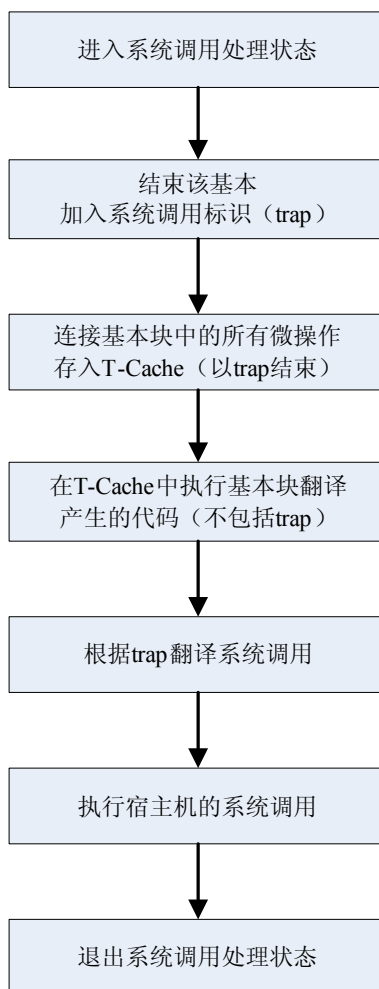 进入系统调用处理状态
结束该基本
加入系统调用标识（trap）
连接基本块中的所有微操作
存入T-Cache（以trap结束）
在T-Cache中执行基本块翻译
产生的代码（不包括trap）
根据trap翻译系统调用
执行宿主机的系统调用
退出系统调用处理状态